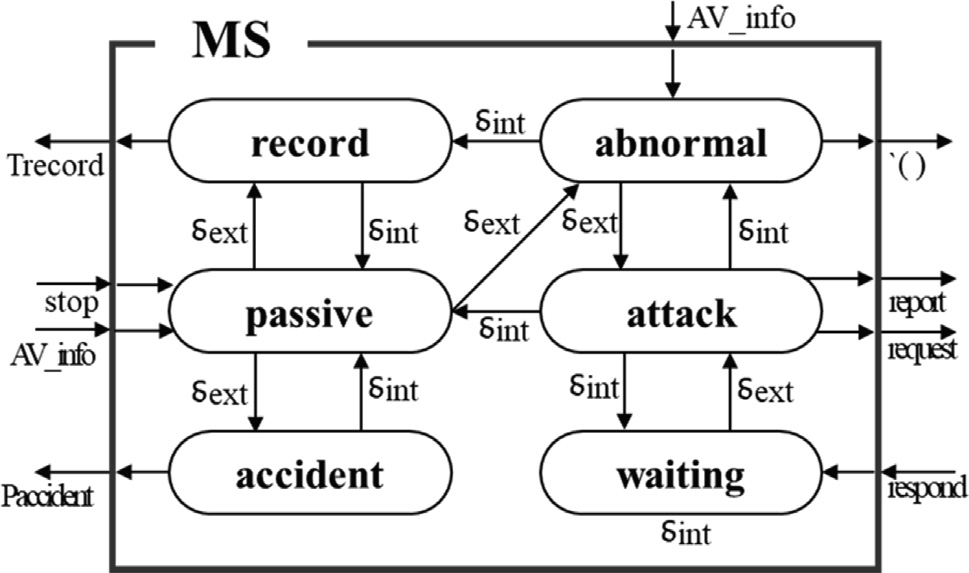 AV_info
MS
δint
record
abnormal
Trecord
`( )
δext
δint
δext
δext
δint
stop
passive
attack
report
δint
AV_info
request
δext
δint
δint
δext
accident
waiting
Paccident
respond
δint